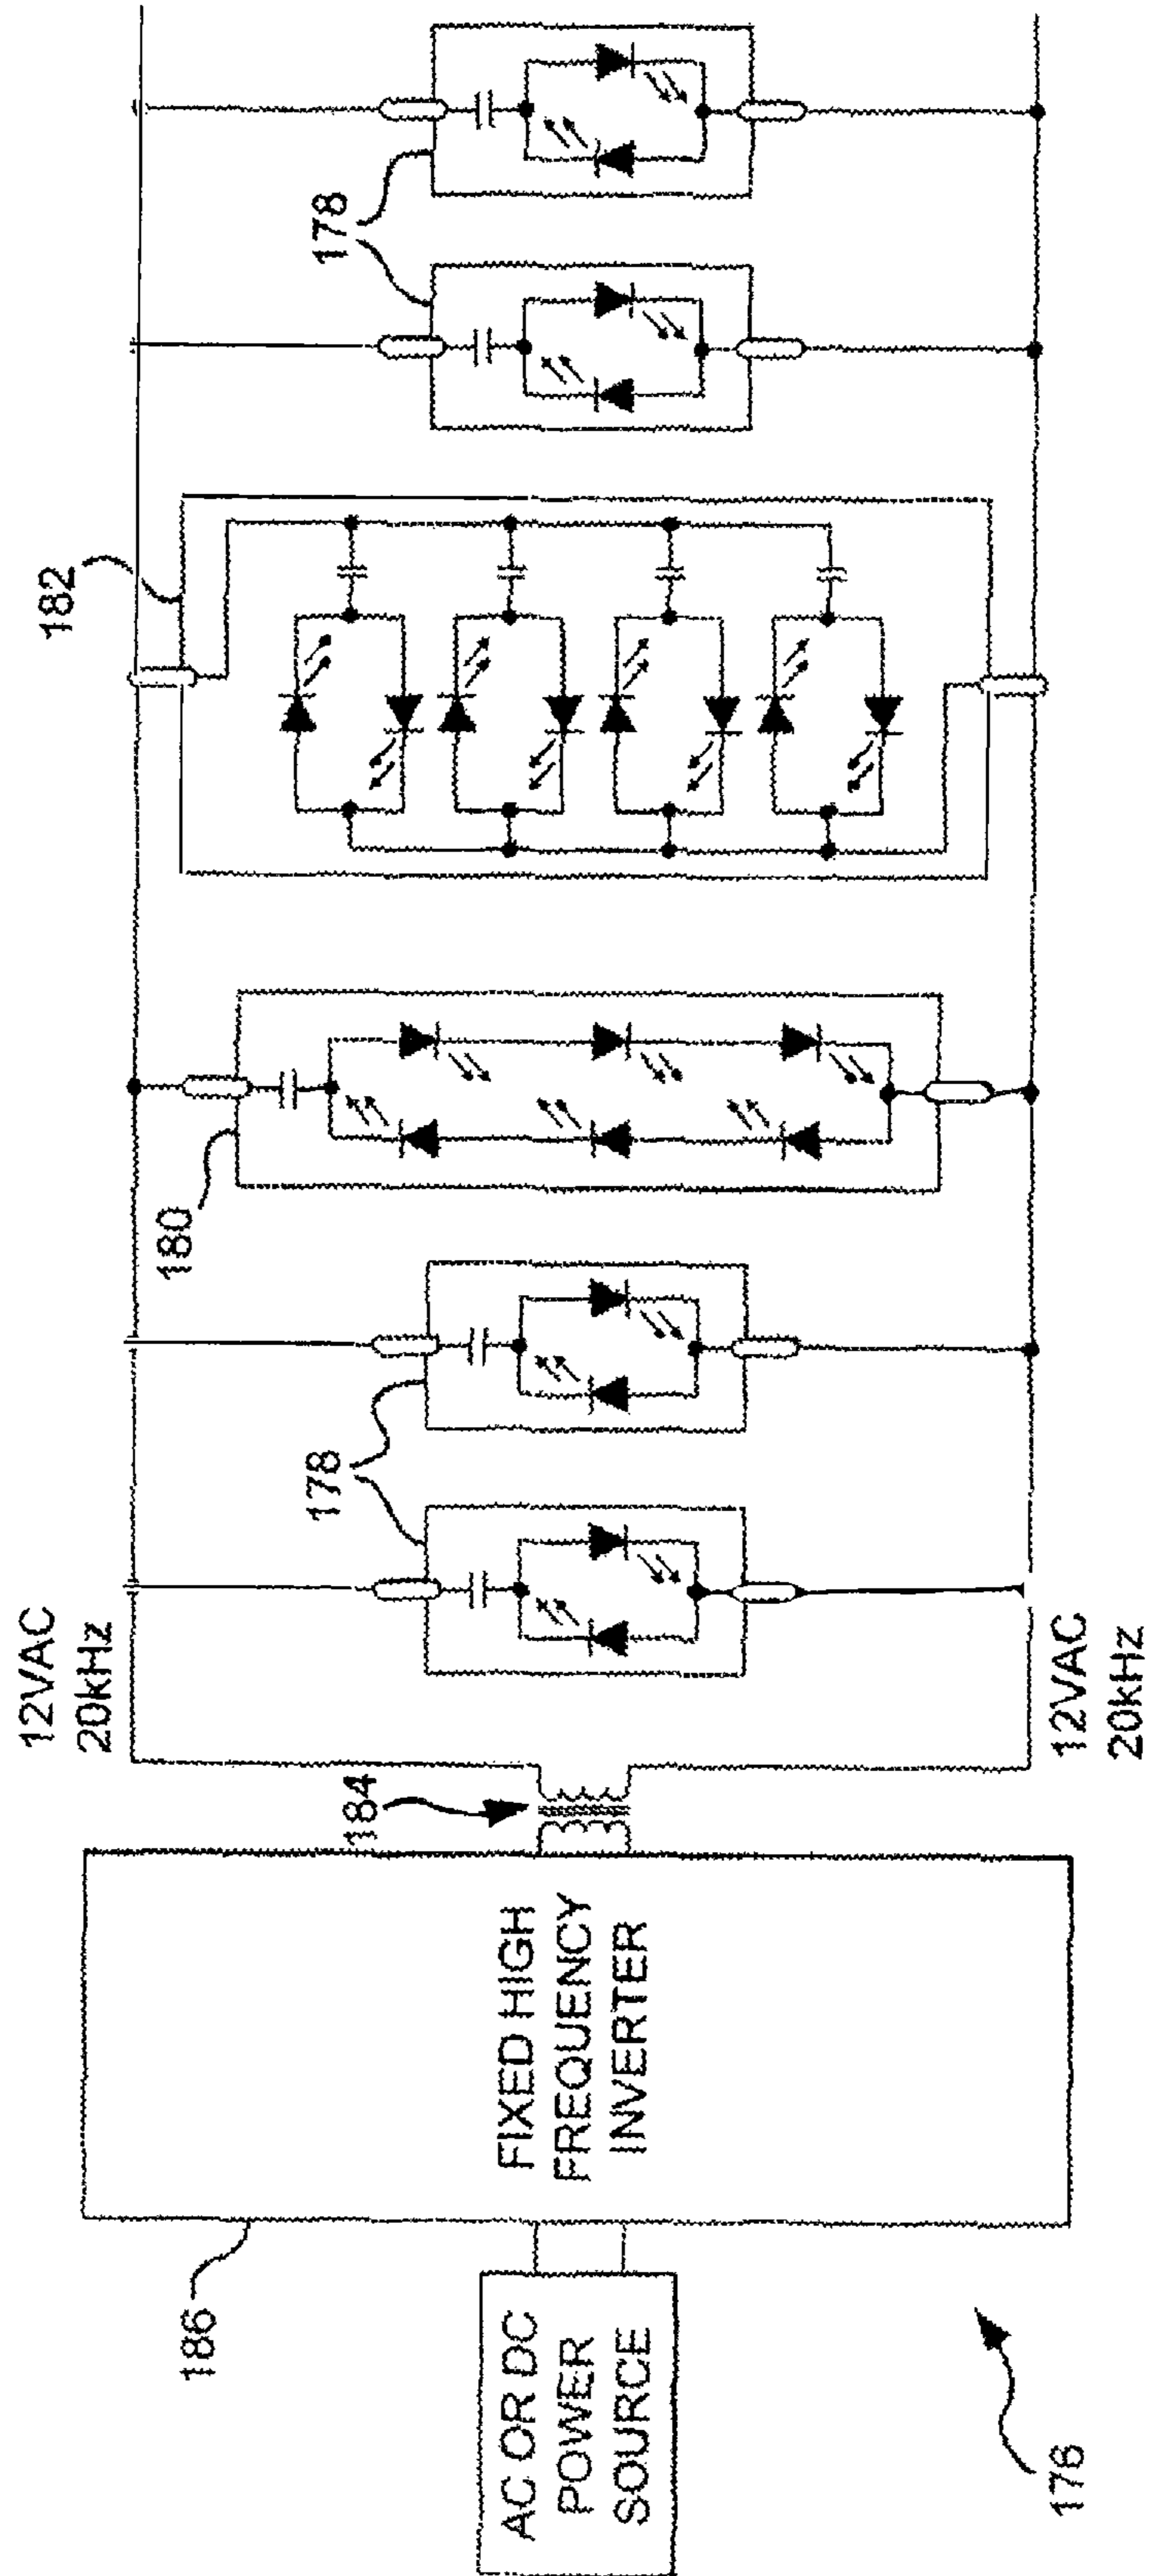 12VAC
20kHz
184
178
180
182
178
186
FIXED HIGH
FREQUENCY
INVERTER
AC OR DC
POWER
SOURCE
12VAC
20kHz
176